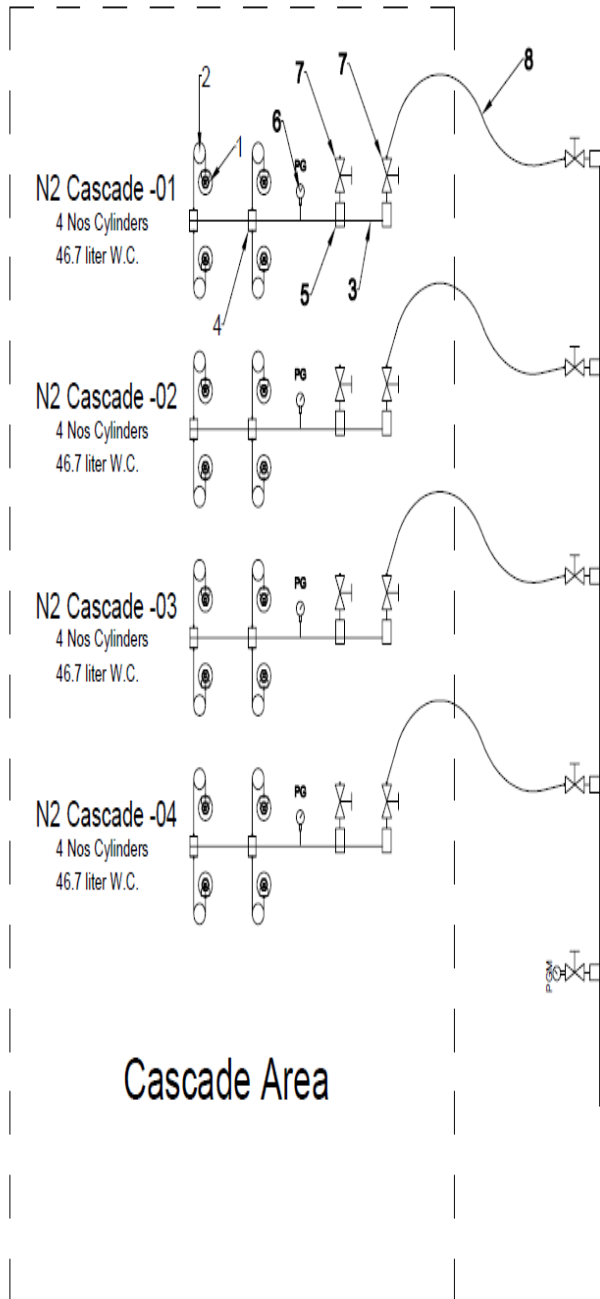 2
7
7
8
1
6
PG
N2 Cascade -01
4 Nos Cylinders
46.7 liter W.C.
4
5
3
N2 Cascade -02
4 Nos Cylinders
46.7 liter W.C.
PG
N2 Cascade -03
4 Nos Cylinders
46.7 liter W.C.
PG
N2 Cascade -04
4 Nos Cylinders
46.7 liter W.C.
PG
PGM
Cascade Area